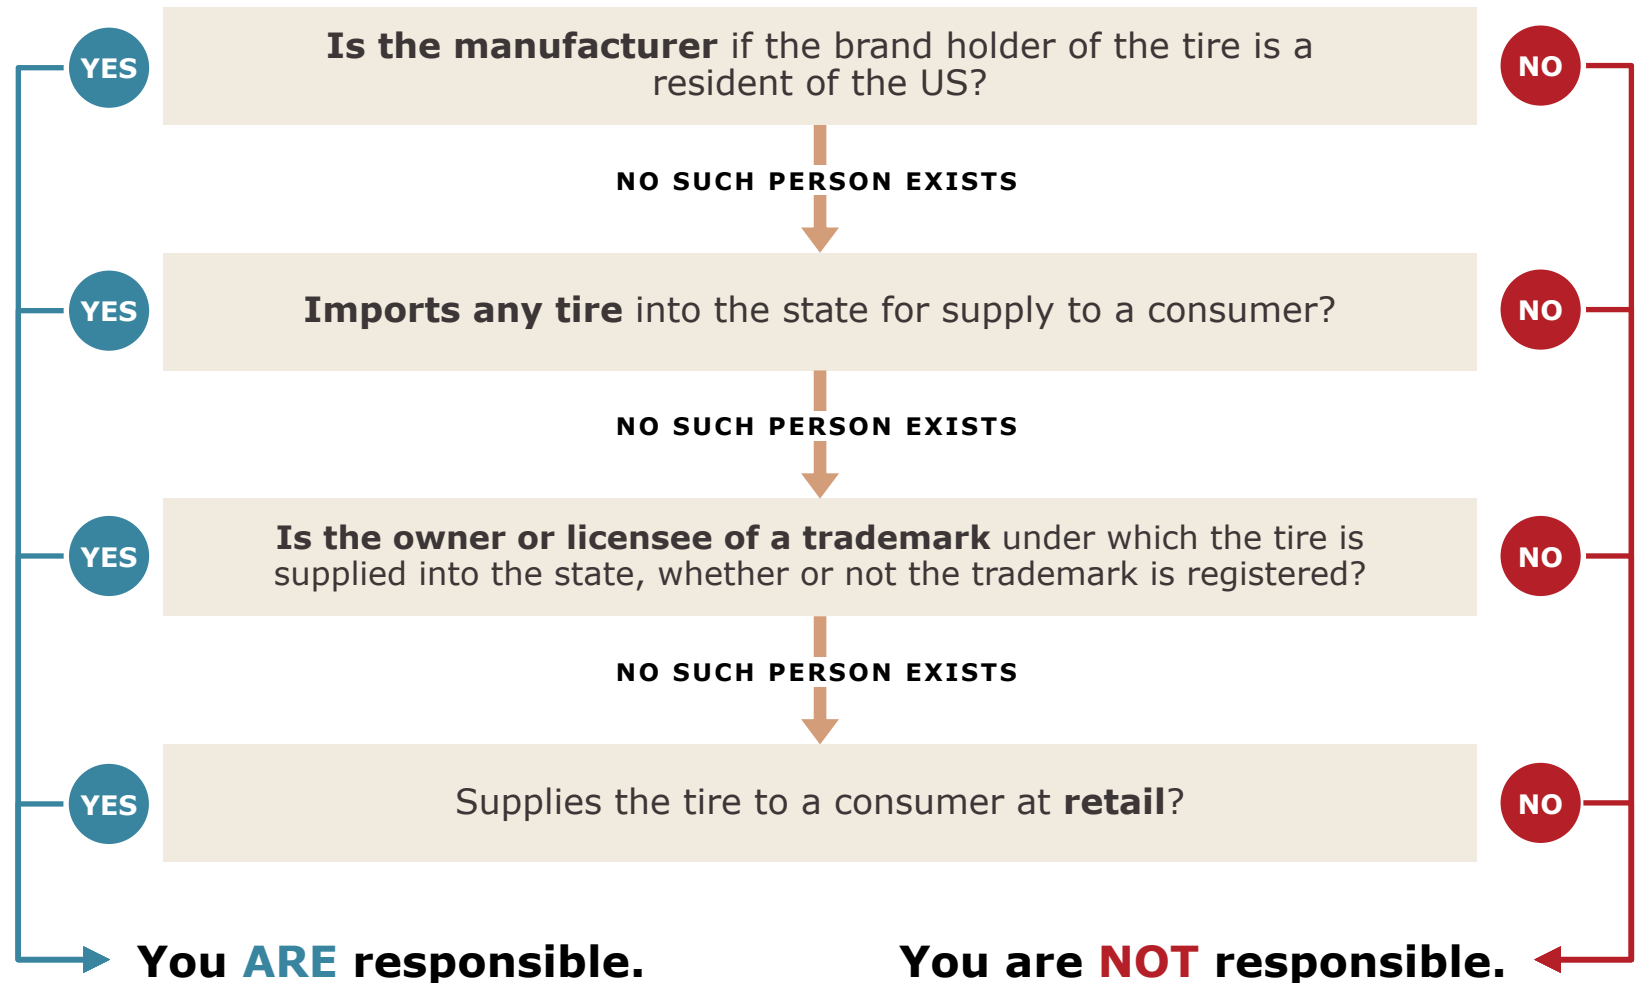 YES
Is the manufacturer if the brand holder of the tire is a
resident of the US?
NO
NO SUCH PERSON EXISTS
YES
Imports any tire into the state for supply to a consumer?
NO
NO SUCH PERSON EXISTS
YES
Is the owner or licensee of a trademark under which the tire is
supplied into the state, whether or not the trademark is registered?
NO
NO SUCH PERSON EXISTS
YES
Supplies the tire to a consumer at retail?
NO
You ARE responsible.
You are NOT responsible.